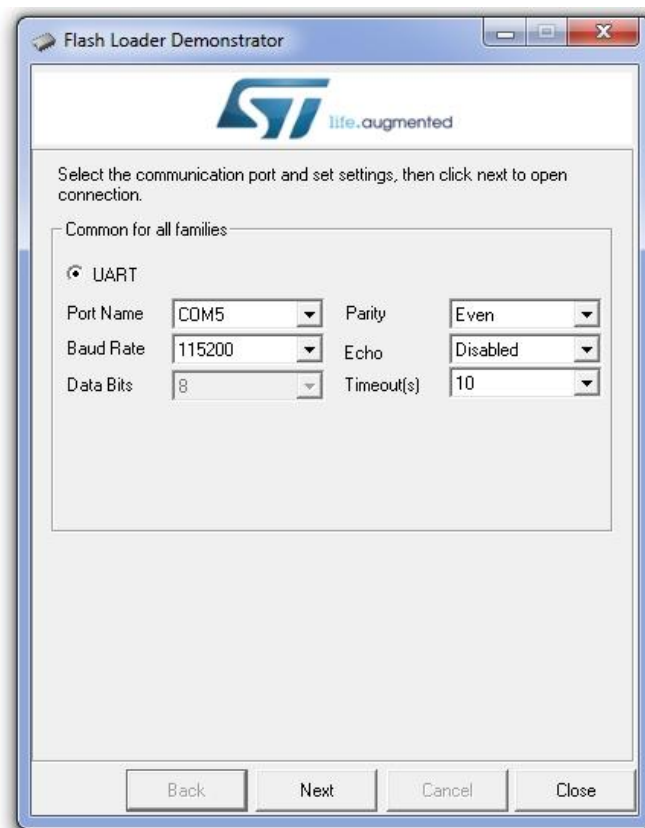 Flash Loader Demonstrator
ST life.augmented
Select the communication port and set settings, then click next to open
connection.
Common for all families
UART
Port Name COM5 Parity Even
Baud Rate 115200 Echo Disabled
Data Bits 8 Timeout(s) 10
Back Next Cancel Close